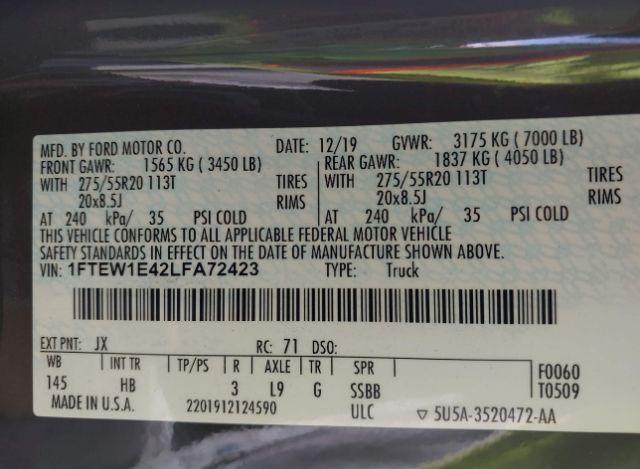 MFD. BY FORD MOTOR CO. DATE: 12/19 GVWR: 3175 KG ( 7000 LB)
FRONT GAWR: 1565 KG ( 3450 LB) REAR GAWR: 1837 KG ( 4050 LB)
WITH 275/55R20 113T TIRES WITH 275/55R20 113T TIRES
20x8.5J RIMS 20x8.5J RIMS
AT 240 kPa/ 35 PSI COLD AT 240 kPa/ 35 PSI COLD
THIS VEHICLE CONFORMS TO ALL APPLICABLE FEDERAL MOTOR VEHICLE
SAFETY STANDARDS IN EFFECT ON THE DATE OF MANUFACTURE SHOWN ABOVE.
VIN: 1FTEW1E42LFA72423 TYPE: Truck
EXT PNT: JX RC: 71 DSO:
WB INT TR TP/PS R AXLE TR SPR F0060
145 HB 3 L9 G SSBB T0509
MADE IN U.S.A. 2201912124590 ULC ▽ 5U5A-3520472-AA